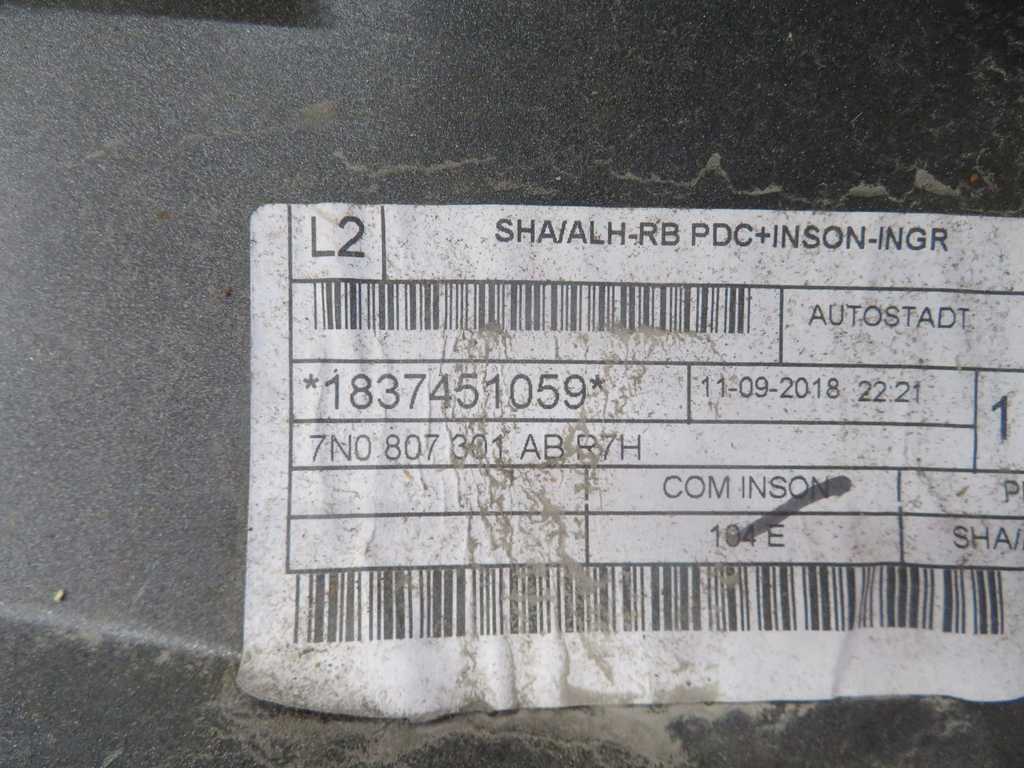 L2 SHA/ALH-RB PDC+INSON-INGR
AUTOSTADT
*1837451059* 11-09-2018 22.21 1
7N0 807 301 AB R7H
COM INSON
104 E SHA/